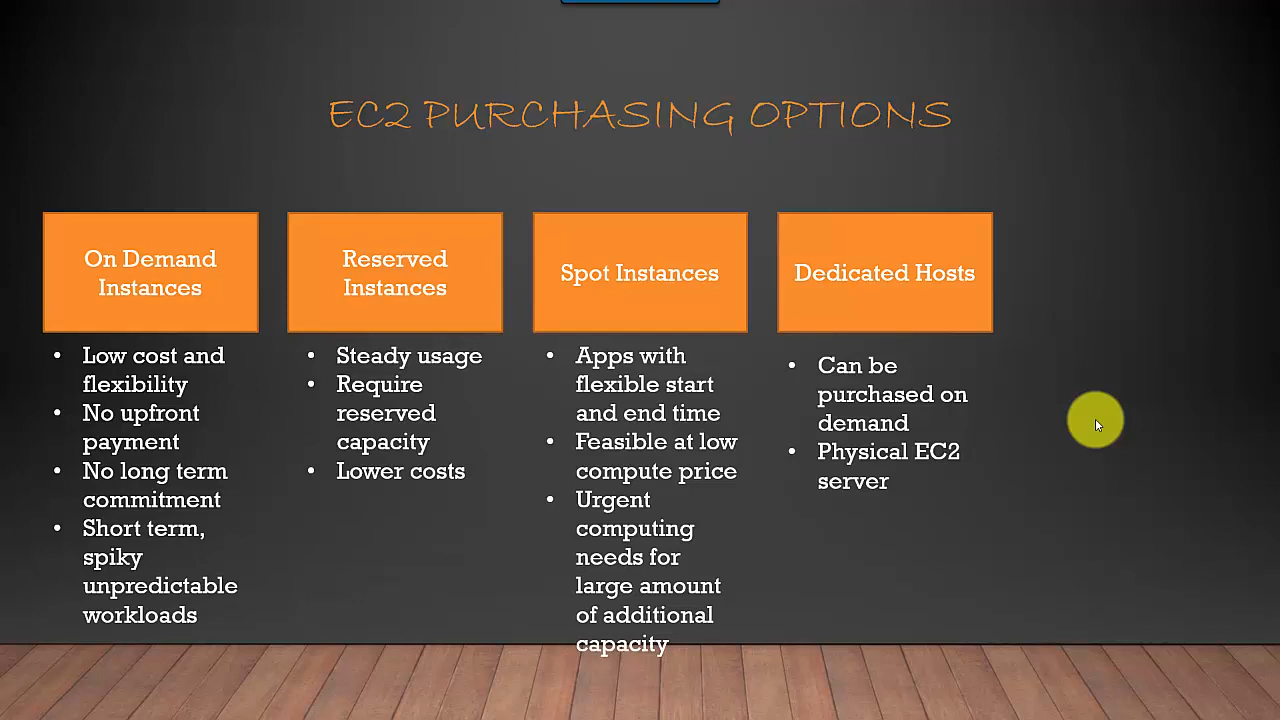 EC2 PURCHASING OPTIONS
On Demand
Instances
• Low cost and
flexibility
• No upfront
payment
• No long term
commitment
• Short term,
spiky
unpredictable
workloads
Reserved
Instances
• Steady usage
• Require
reserved
capacity
• Lower costs
Spot Instances
• Apps with
flexible start
and end time
• Feasible at low
compute price
• Urgent
computing
needs for
large amount
of additional
capacity
Dedicated Hosts
• Can be
purchased on
demand
• Physical EC2
server